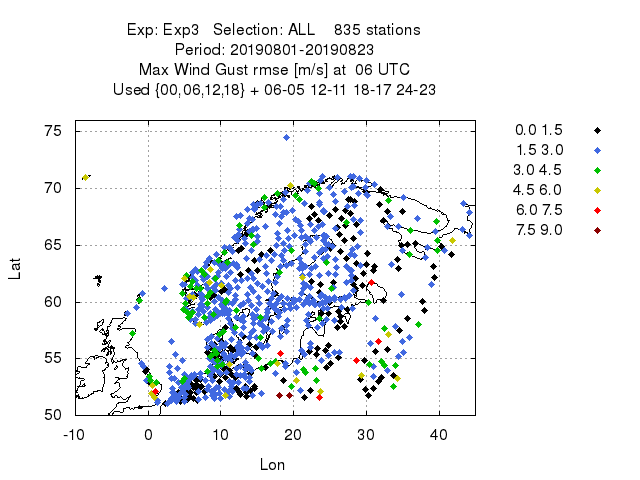 Exp: Exp3 Selection: ALL 835 stations
Period: 20190801-20190823
Max Wind Gust rmse [m/s] at 06 UTC
Used {00,06,12,18} + 06-05 12-11 18-17 24-23
0.0 1.5
1.5 3.0
3.0 4.5
4.5 6.0
6.0 7.5
7.5 9.0
75
70
65
60
55
50
Lat
-10 0 10 20 30 40
Lon